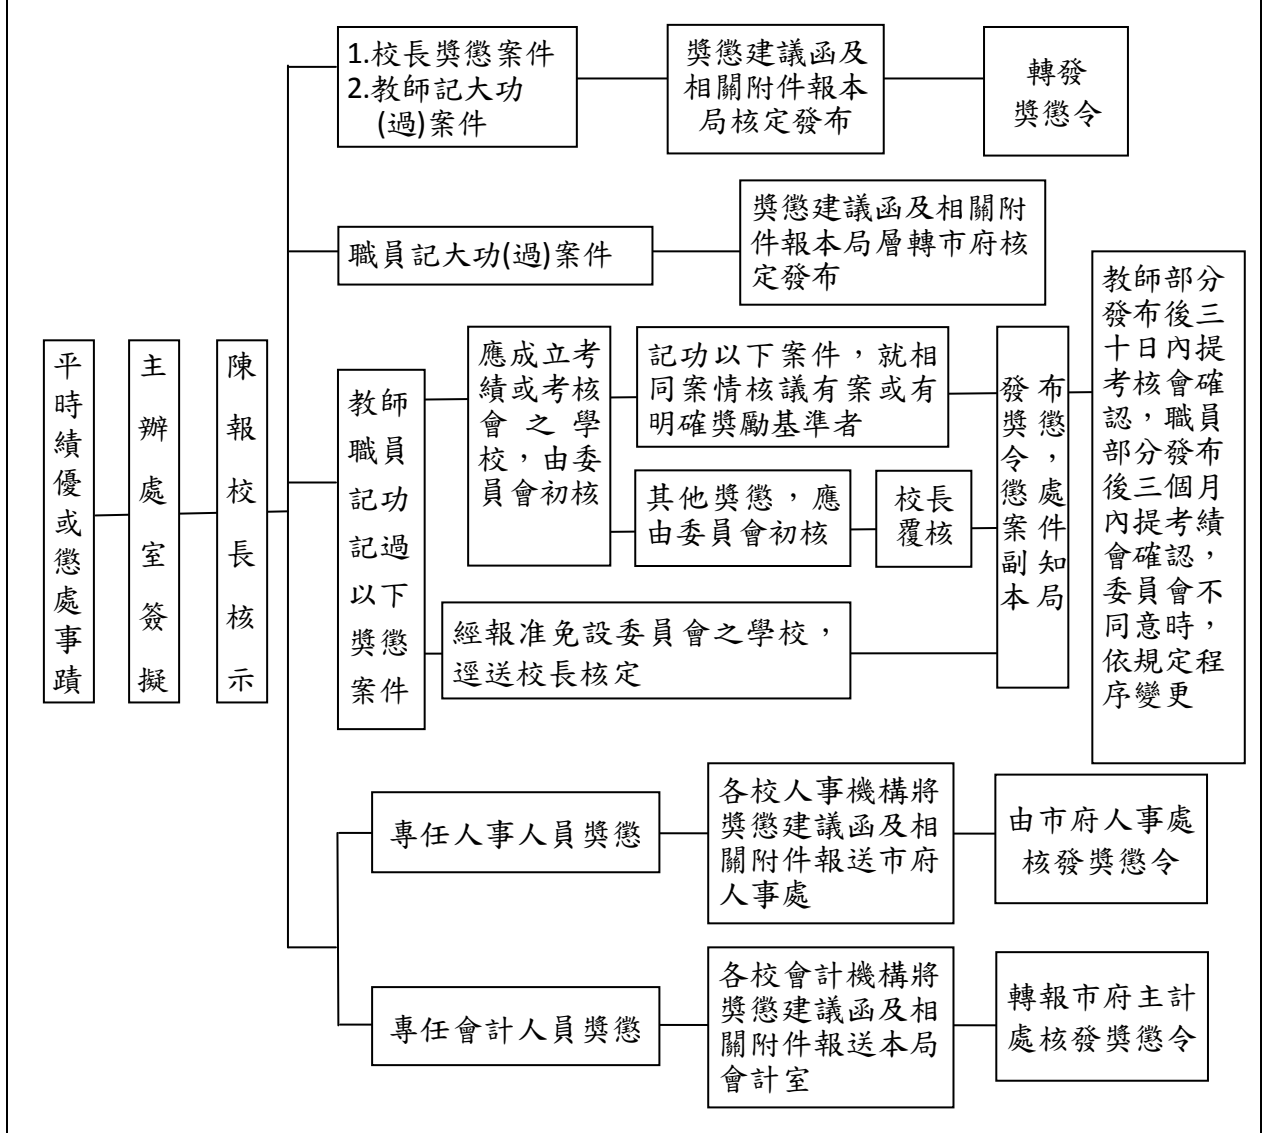 平時績優或懲處事蹟
主辦處室簽擬
陳報校長核示
1.校長獎懲案件
2.教師記大功
(過)案件
獎懲建議函及
相關附件報本
局核定發布
轉發
獎懲令
職員記大功(過)案件
獎懲建議函及相關附
件報本局層轉市府核
定發布
教師
職員
記功
記過
以下
獎懲
案件
應成立考
績或考核
會之學
校，由委
員會初核
記功以下案件，就相
同案情核議有案或有
明確獎勵基準者
其他獎懲，應
由委員會初核
校長
覆核
經報准免設委員會之學校，
逕送校長核定
發布
獎懲
令，
懲處
案件
副知
本局
教師部分
發布後三
十日內提
考核會確
認，職員
部分發布
後三個月
內提考績
會確認，
委員會不
同意時，
依規定程
序變更
專任人事人員獎懲
各校人事機構將
獎懲建議函及相
關附件報送市府
人事處
由市府人事處
核發獎懲令
專任會計人員獎懲
各校會計機構將
獎懲建議函及相
關附件報送本局
會計室
轉報市府主計
處核發獎懲令